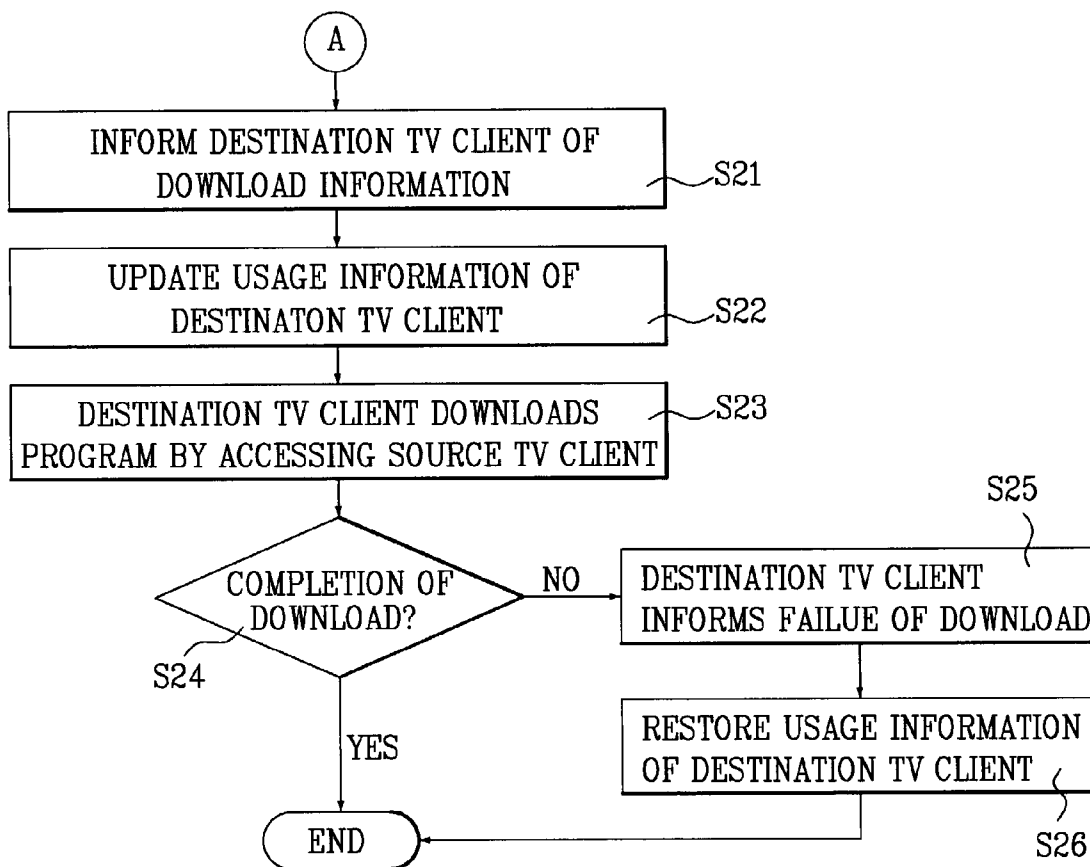 A
INFORM DESTINATION TV CLIENT OF
DOWNLOAD INFORMATION
S21
UPDATE USAGE INFORMATION OF
DESTINATON TV CLIENT
S22
DESTINATION TV CLIENT DOWNLOADS
PROGRAM BY ACCESSING SOURCE TV CLIENT
S23
COMPLETION OF
DOWNLOAD?
S24
NO
S25
DESTINATION TV CLIENT
INFORMS FAILUE OF DOWNLOAD
RESTORE USAGE INFORMATION
OF DESTINATION TV CLIENT
S26
YES
END